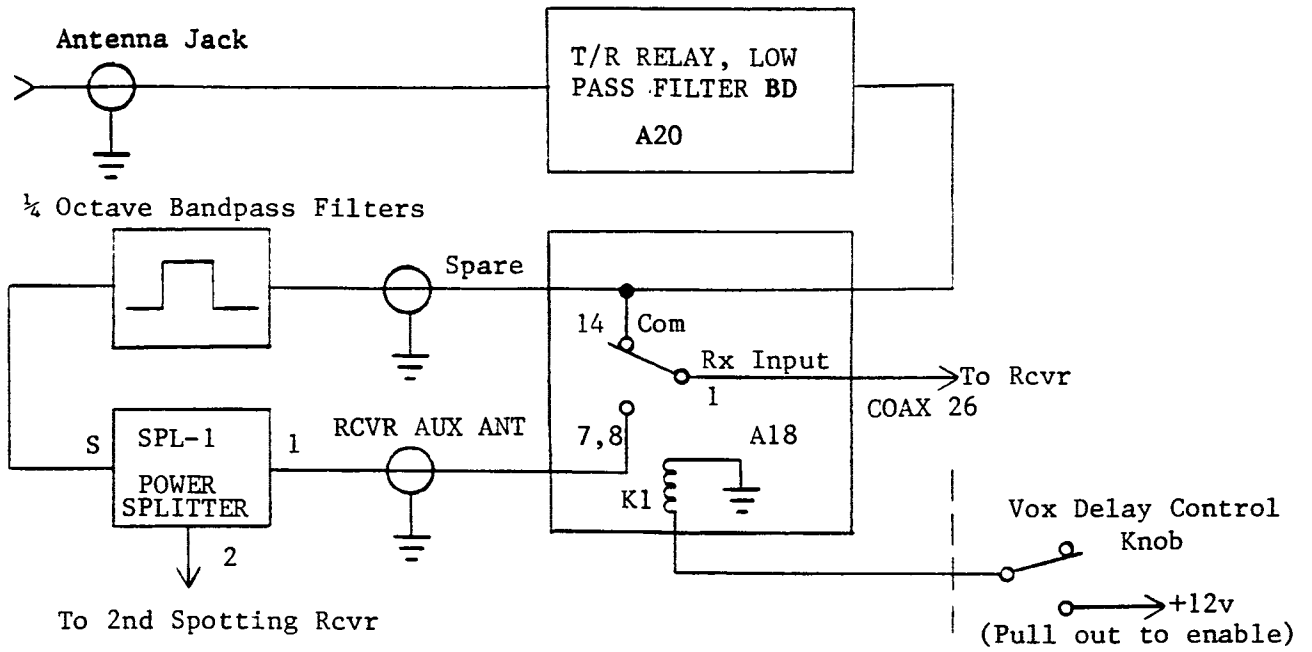 Antenna Jack
T/R RELAY, LOW
PASS FILTER BD
A20
¼ Octave Bandpass Filters
Spare
14 Com
Rx Input
1
To Rcvr
COAX 26
S
SPL-1
POWER
SPLITTER
1
2
RCVR AUX ANT
7,8
A18
K1
Vox Delay Control
Knob
+12v
(Pull out to enable)
To 2nd Spotting Rcvr